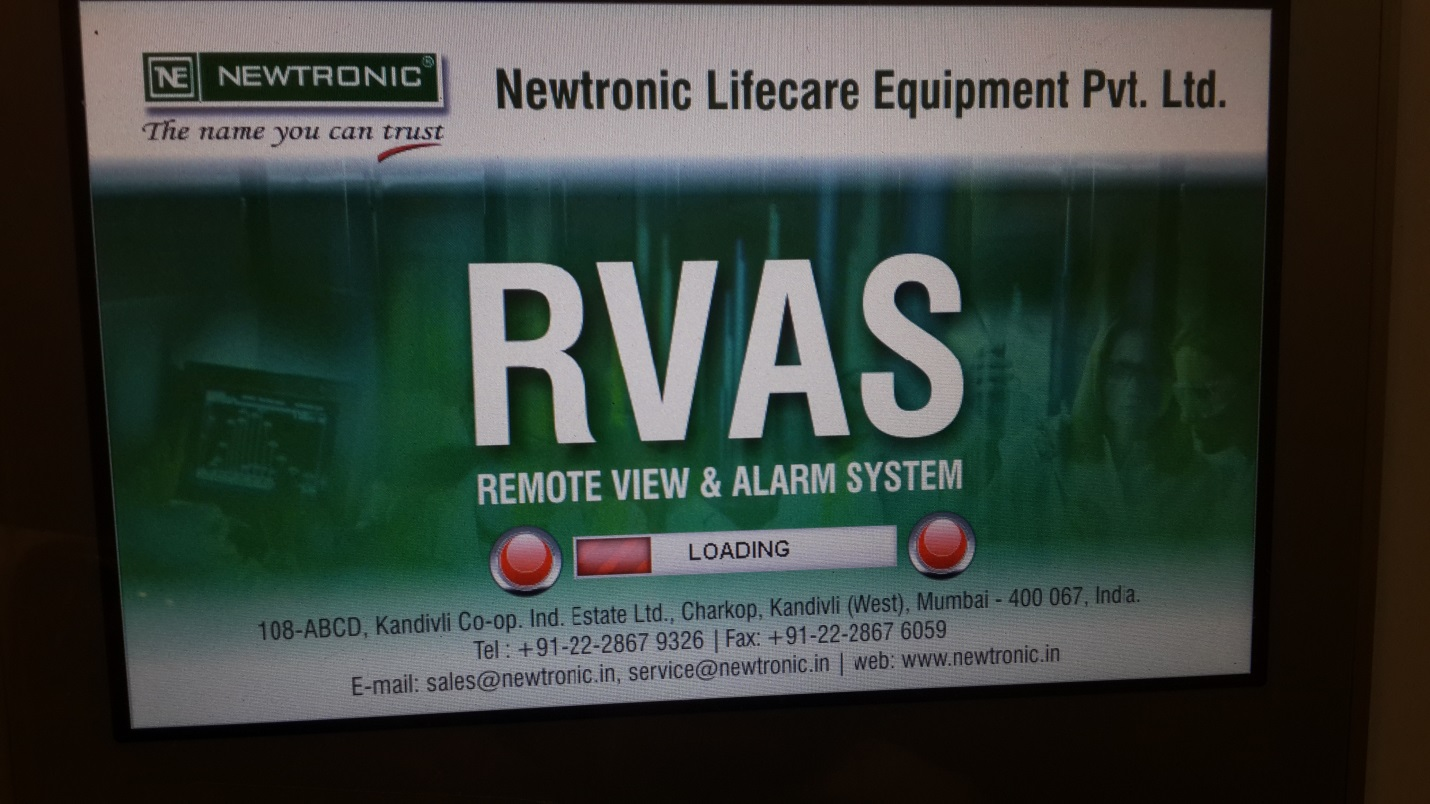 NE NEWTRONIC®
The name you can trust
Newtronic Lifecare Equipment Pvt. Ltd.
RVAS
REMOTE VIEW & ALARM SYSTEM
LOADING
108-ABCD, Kandivli Co-op. Ind. Estate Ltd., Charkop, Kandivli (West), Mumbai - 400 067, India.
Tel : +91-22-2867 9326 | Fax: +91-22-2867 6059
E-mail: sales@newtronic.in, service@newtronic.in | web: www.newtronic.in